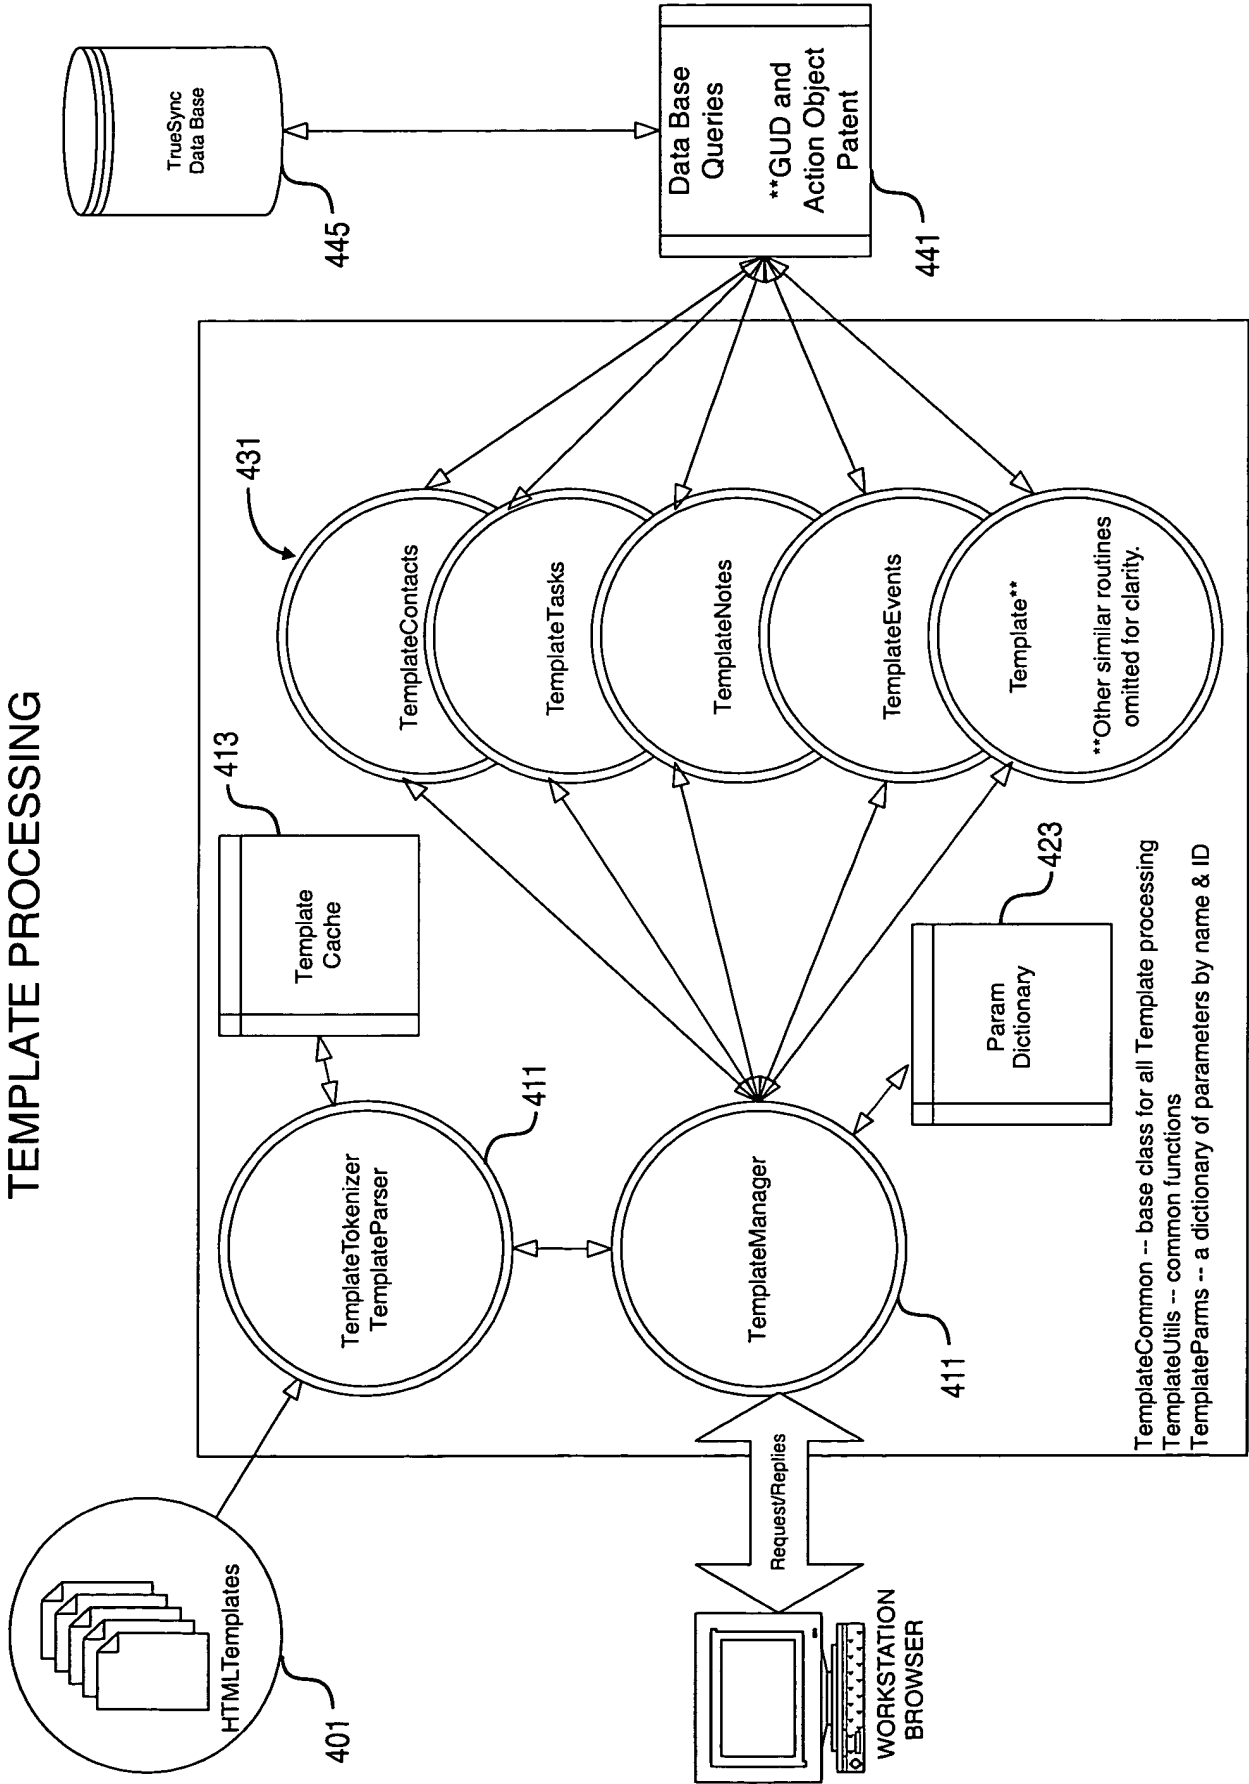 TEMPLATE PROCESSING
HTMLTemplates
401
TemplateTokenizer
TemplateParser
411
Template
Cache
413
431
TrueSync
Data Base
445
TemplateContacts
TemplateTasks
TemplateNotes
TemplateEvents
Template**
**Other similar routines
omitted for clarity.
Data Base
Queries
**GUD and
Action Object
Patent
441
WORKSTATION
BROWSER
Request/Replies
TemplateManager
411
Param
Dictionary
423
TemplateCommon -- base class for all Template processing
TemplateUtils -- common functions
TemplateParms -- a dictionary of parameters by name & ID